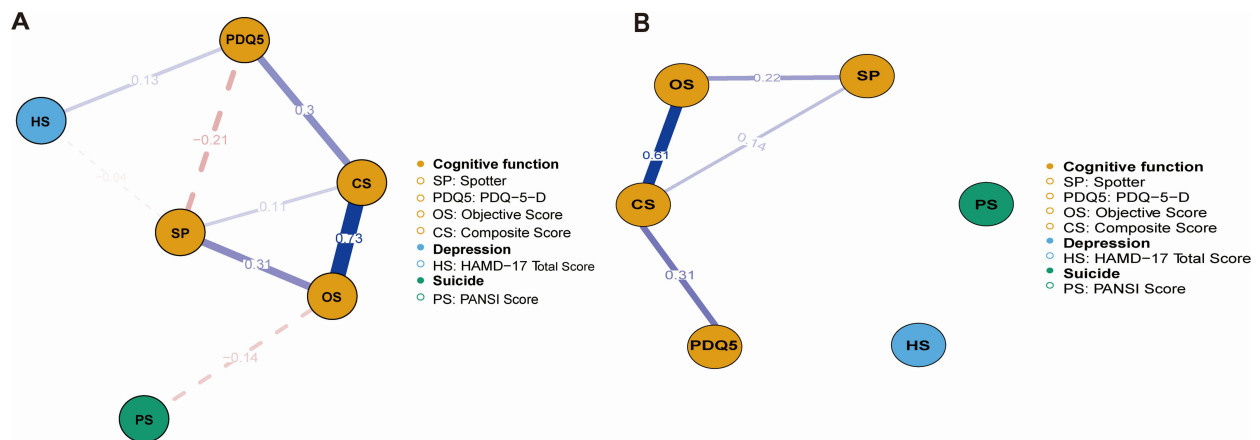 A
PDQ5
0.13
HS
0.3
−0.21
−0.04
CS
SP
0.11
0.73
0.31
OS
−0.14
PS
Cognitive function
SP: Spotter
PDQ5: PDQ−5−D
OS: Objective Score
CS: Composite Score
Depression
HS: HAMD−17 Total Score
Suicide
PS: PANSI Score
B
OS
0.22
SP
0.14
0.61
CS
PS
0.31
PDQ5
HS
Cognitive function
SP: Spotter
PDQ5: PDQ−5−D
OS: Objective Score
CS: Composite Score
Depression
HS: HAMD−17 Total Score
Suicide
PS: PANSI Score